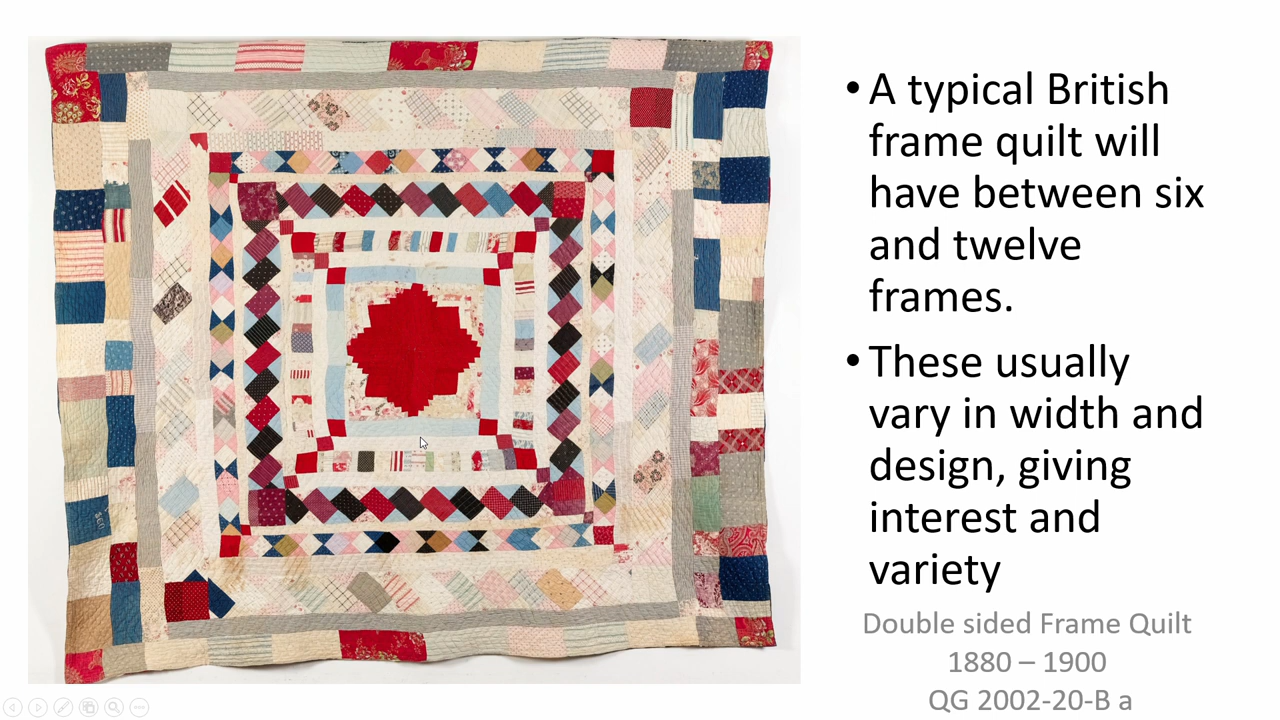 • A typical British
frame quilt will
have between six
and twelve
frames.
• These usually
vary in width and
design, giving
interest and
variety
Double sided Frame Quilt
1880 – 1900
QG 2002-20-B a